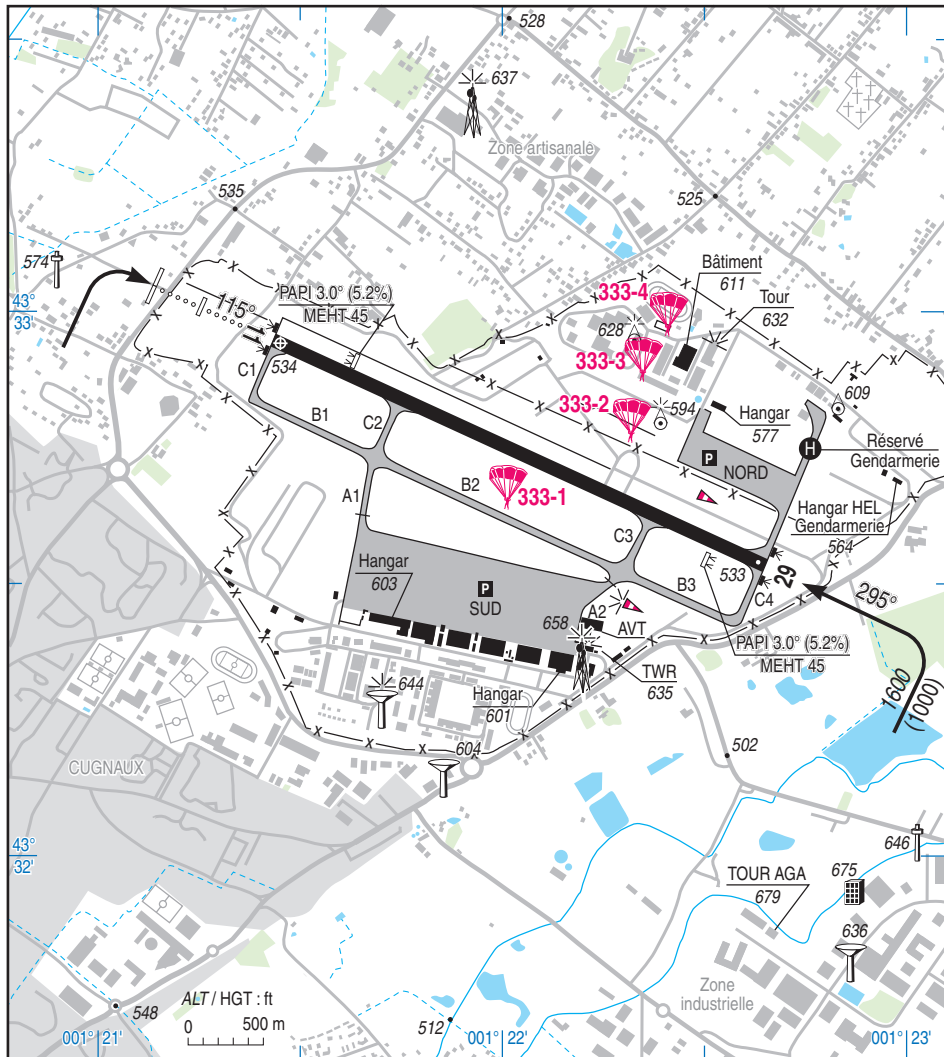 528
637
Zone artisanale
535
525
574
Bâtiment
611
333-4
Tour
632
43°
33'
115°
PAPI 3.0° (5.2%)
MEHT 45
628
333-3
11
534
C1
333-2
594
609
Hangar
577
B1
C2
H
Réservé
Gendarmerie
P
NORD
A1
B2
333-1
Hangar HEL
Gendarmerie
564
C3
Hangar
603
533
B3
C4
29
295°
P
SUD
A2
658
AVT
PAPI 3.0° (5.2%)
MEHT 45
TWR
635
644
Hangar
601
1600
(1000)
604
502
CUGNAUX
43°
32'
646
TOUR AGA
679
675
636
Zone
industrielle
548
ALT / HGT : ft
0 500 m
512
001° 21'
001° 22'
001° 23'